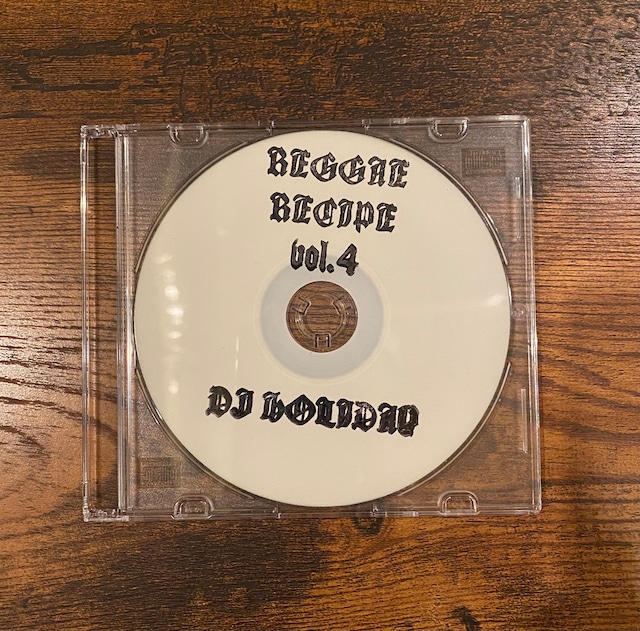 REGGAE
RECIPE
vol.4
DJ hOLIDAY